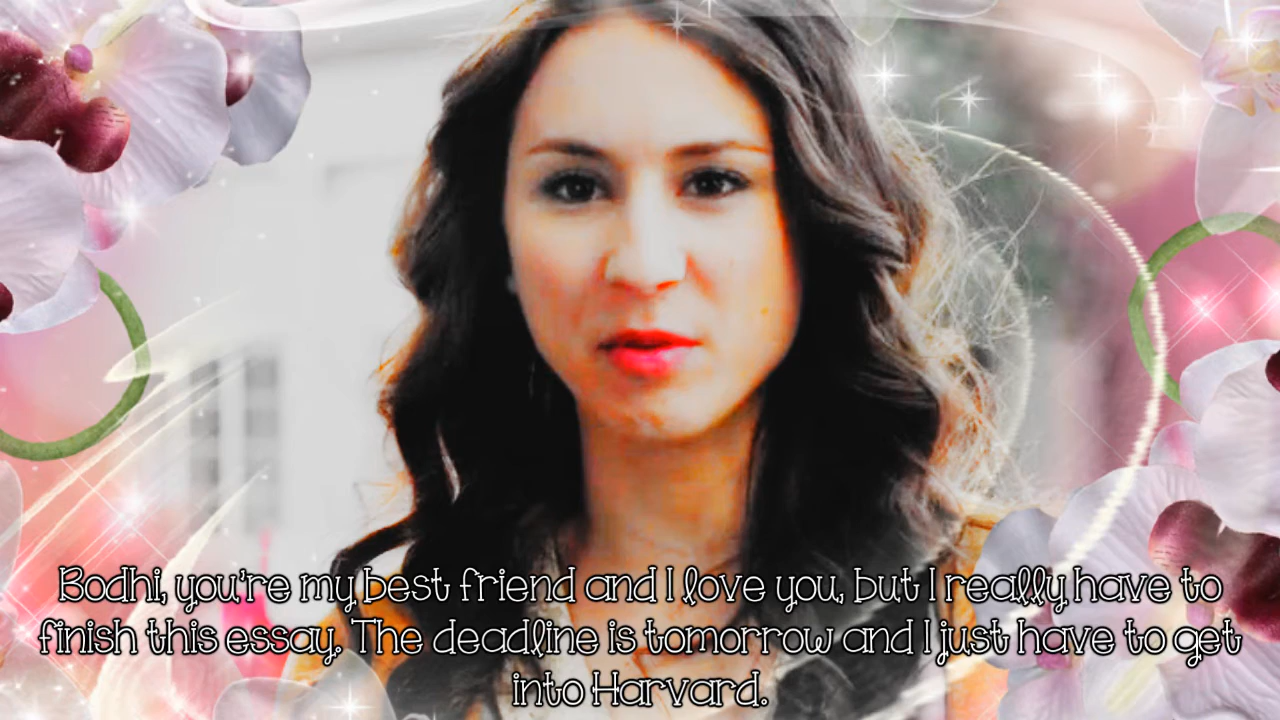 Bodhi, you're my best friend and I love you, but I really have to
finish this essay. The deadline is tomorrow and I just have to get
into Harvard.